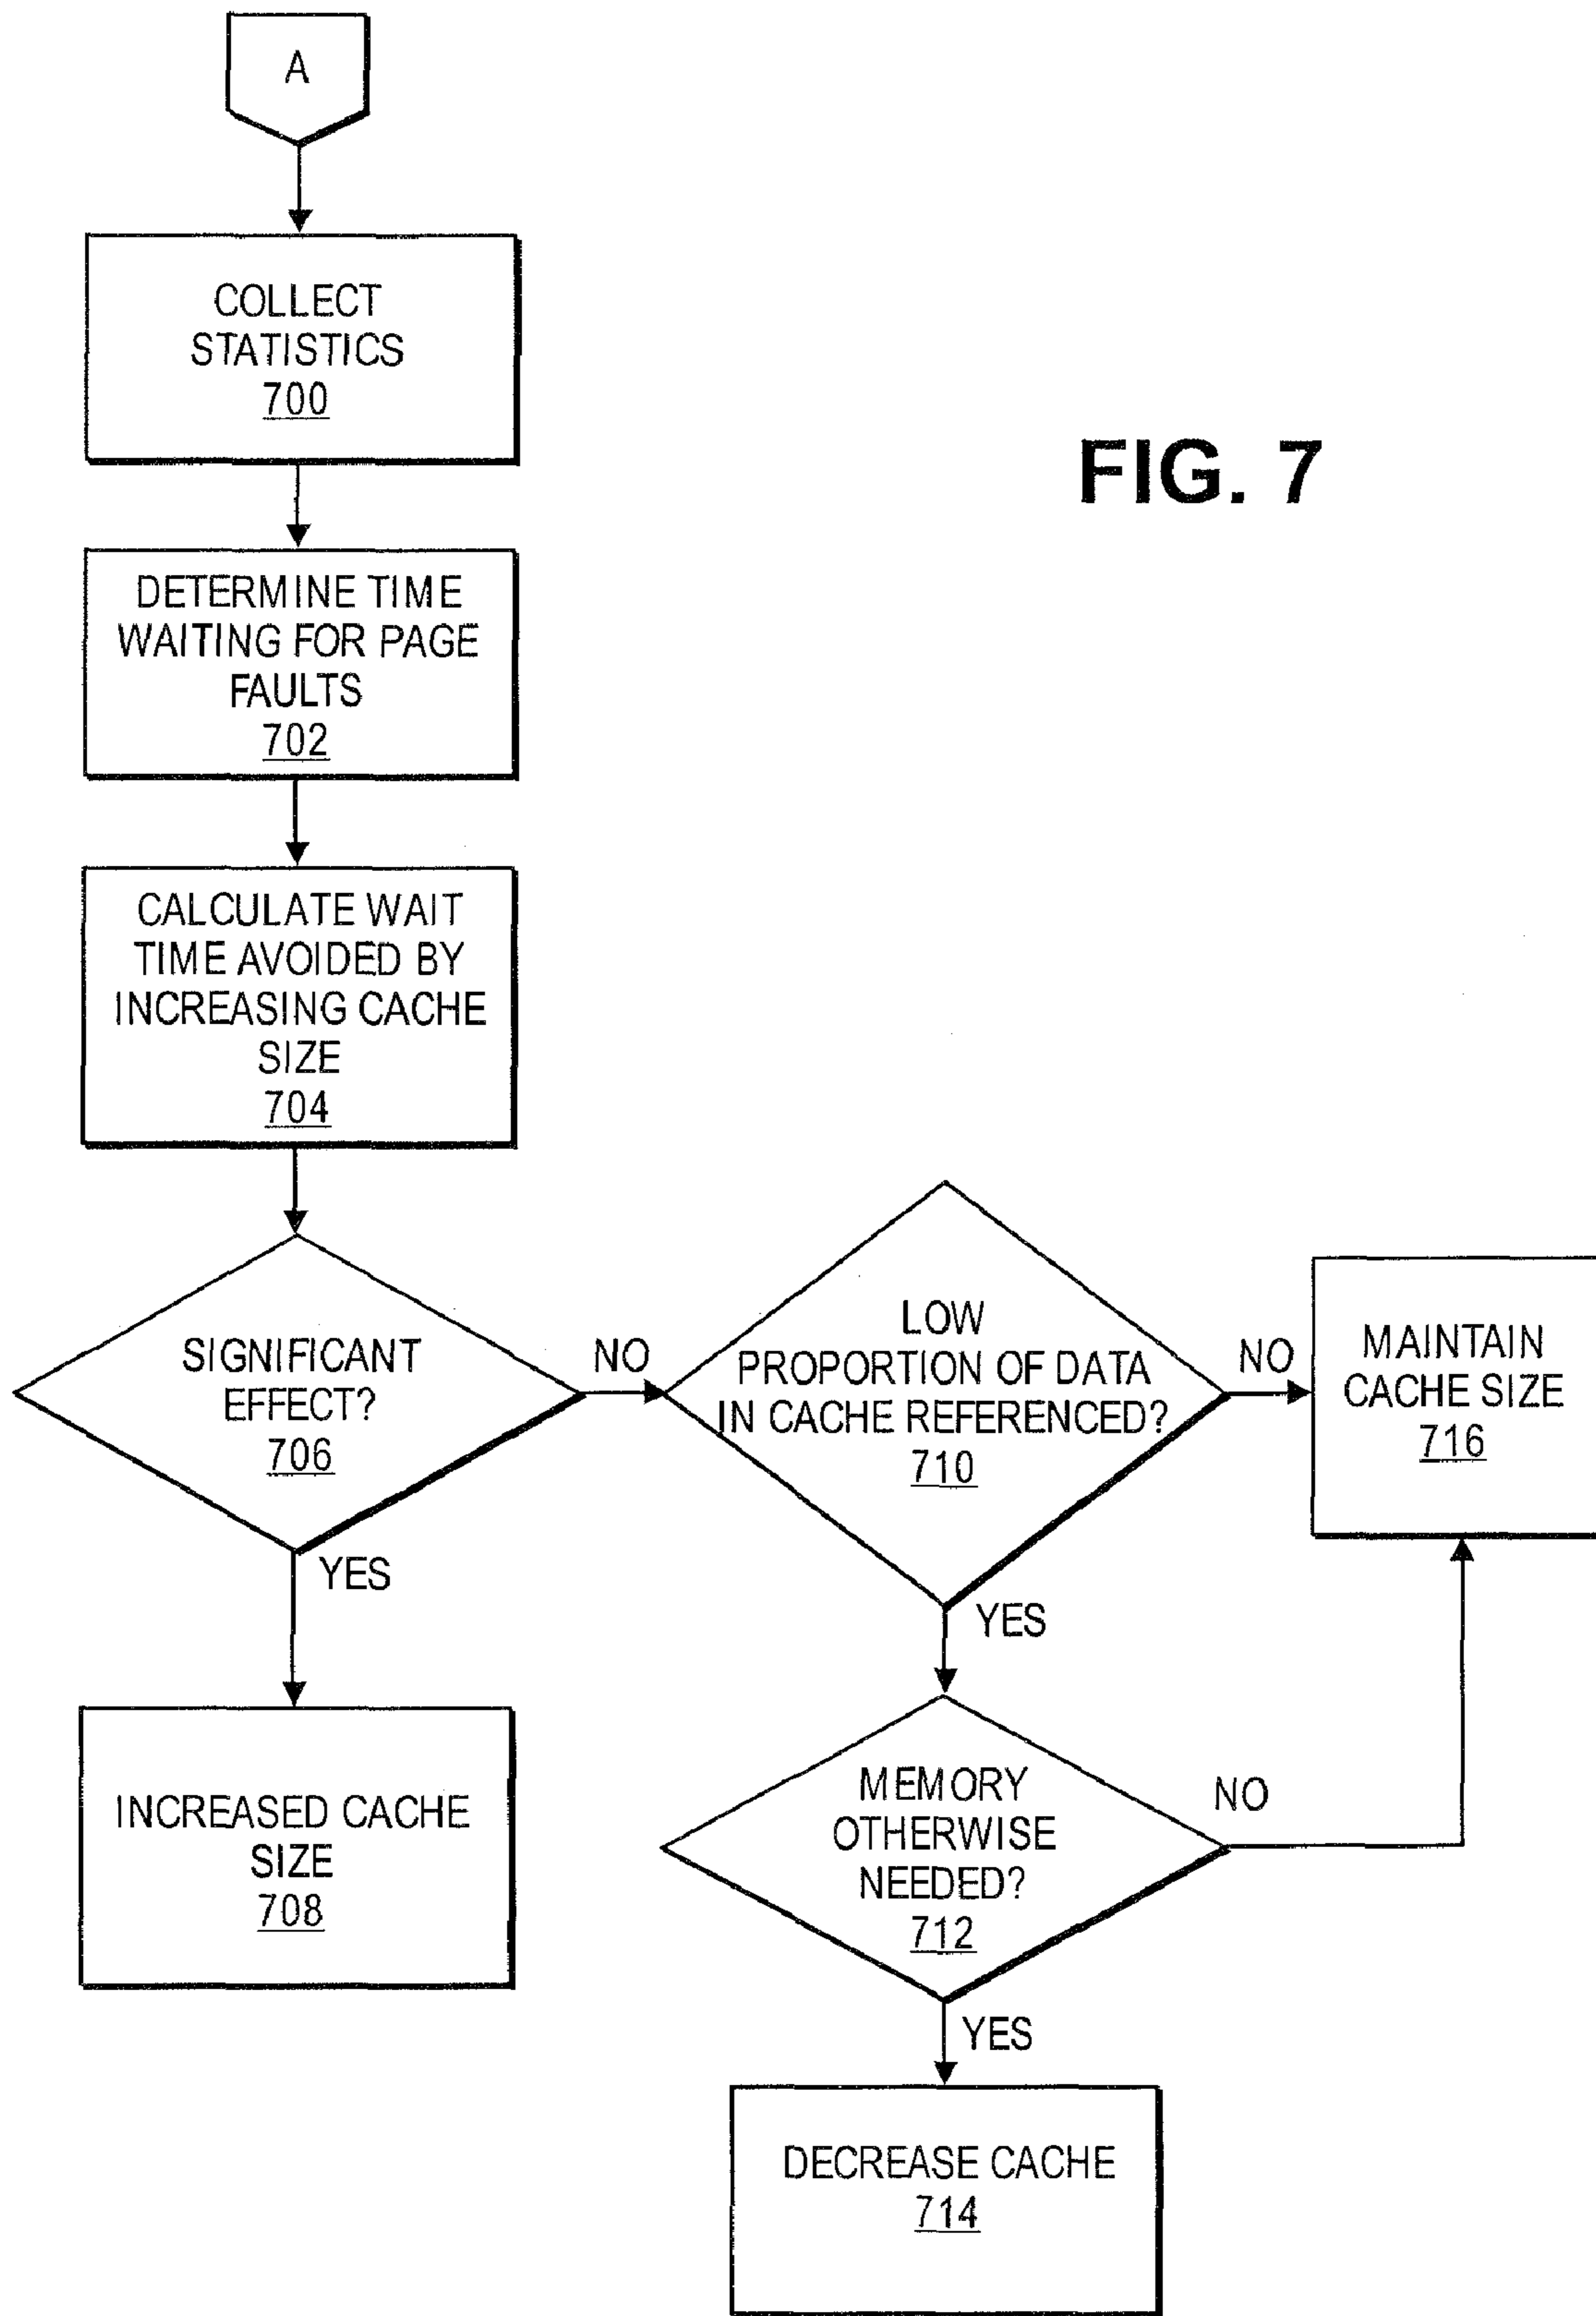 A
COLLECT
STATISTICS
700
FIG. 7
DETERMINE TIME
WAITING FOR PAGE
FAULTS
702
CALCULATE WAIT
TIME AVOIDED BY
INCREASING CACHE
SIZE
704
SIGNIFICANT
EFFECT?
706
NO
YES
LOW
PROPORTION OF DATA
IN CACHE REFERENCED?
710
NO
YES
MAINTAIN
CACHE SIZE
716
INCREASED CACHE
SIZE
708
MEMORY
OTHERWISE
NEEDED?
712
NO
YES
DECREASE CACHE
714